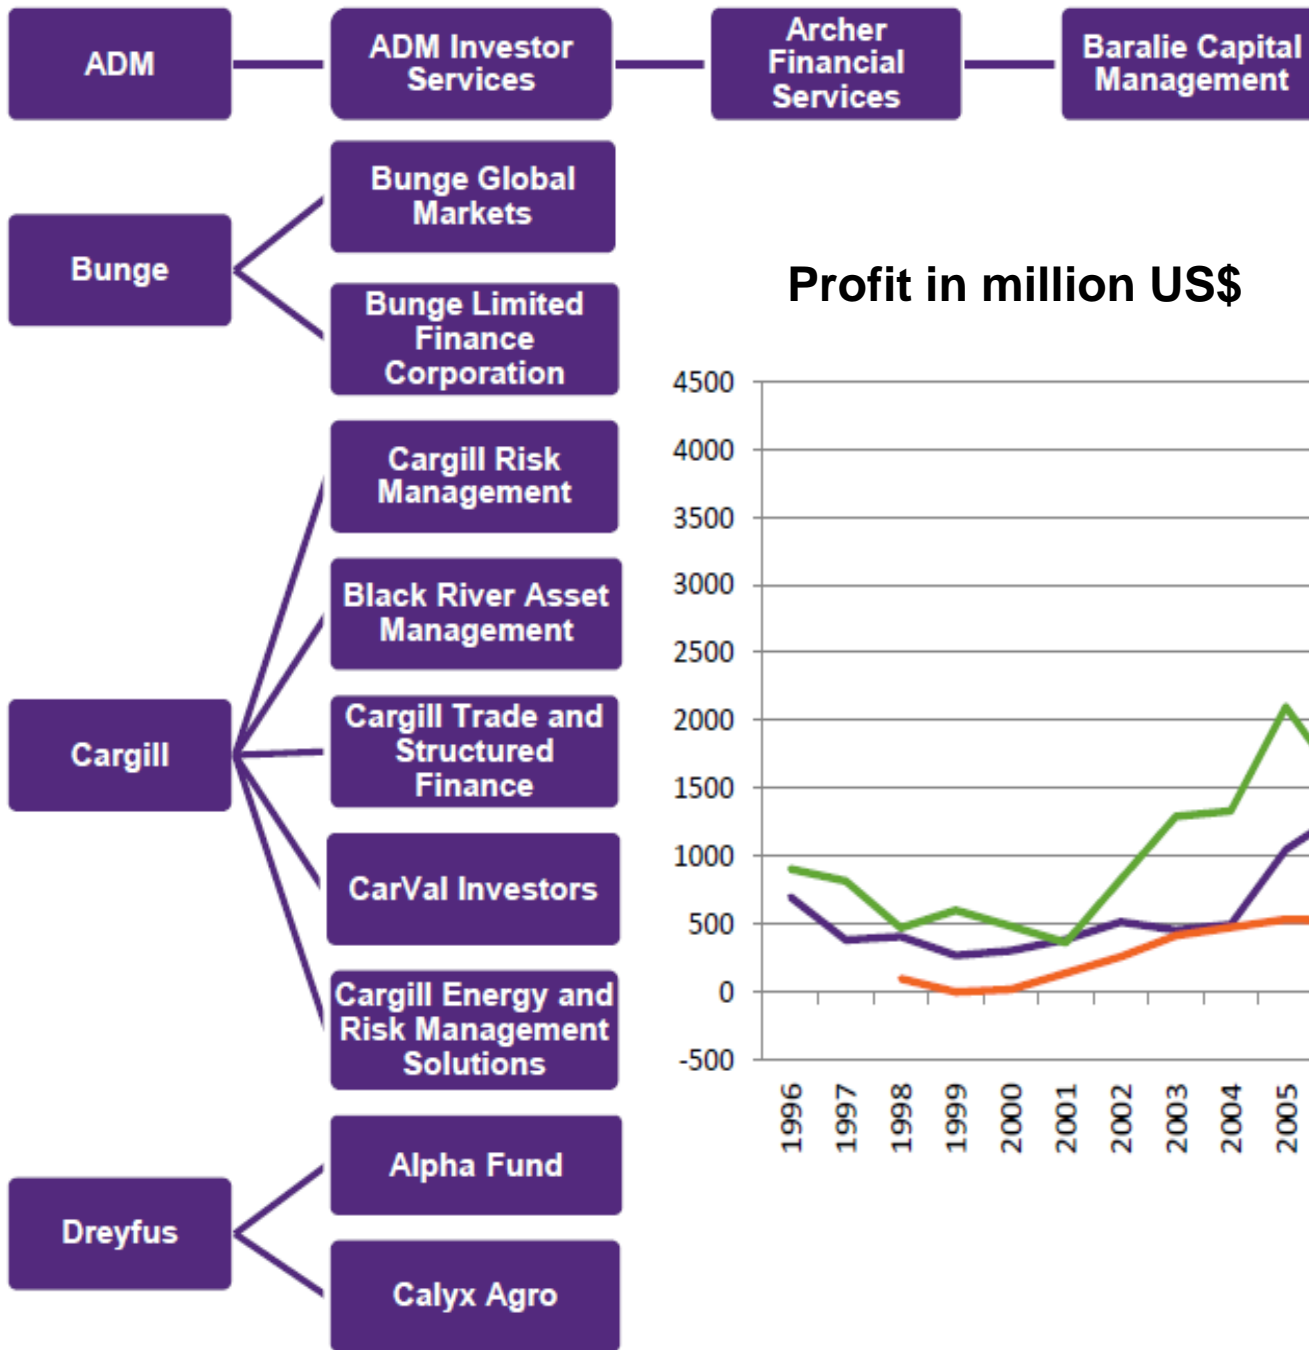 ADM
ADM Investor
Services
Archer
Financial
Services
Baralie Capital
Management
Bunge
Bunge Global
Markets
Bunge Limited
Finance
Corporation
Cargill
Cargill Risk
Management
Black River Asset
Management
Cargill Trade and
Structured
Finance
CarVal Investors
Cargill Energy and
Risk Management
Solutions
Dreyfus
Alpha Fund
Calyx Agro
Profit in million US$
4500
4000
3500
3000
2500
2000
1500
1000
500
0
-500
1996
1997
1998
1999
2000
2001
2002
2003
2004
2005